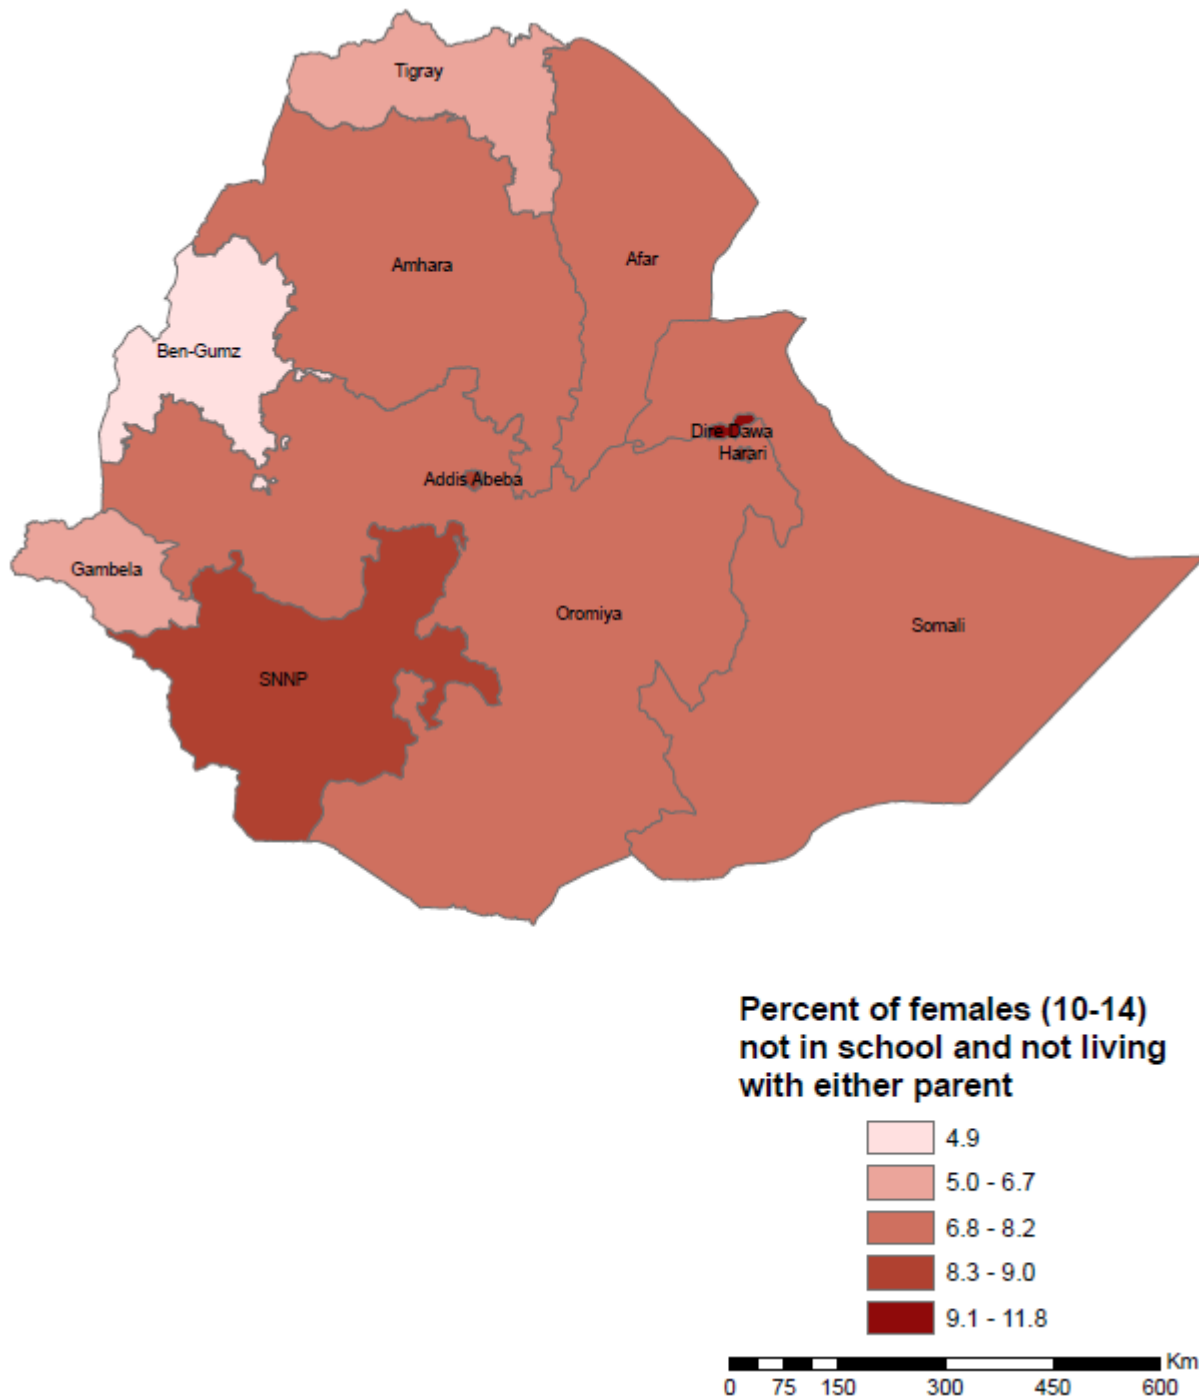 Tigray
Amhara
Afar
Ben-Gumz
Dire Dawa
Harari
Addis Abeba
Gambela
Oromiya
Somali
SNNP
Percent of females (10-14)
not in school and not living
with either parent
4.9
5.0 - 6.7
6.8 - 8.2
8.3 - 9.0
9.1 - 11.8
Km
0 75 150 300 450 600